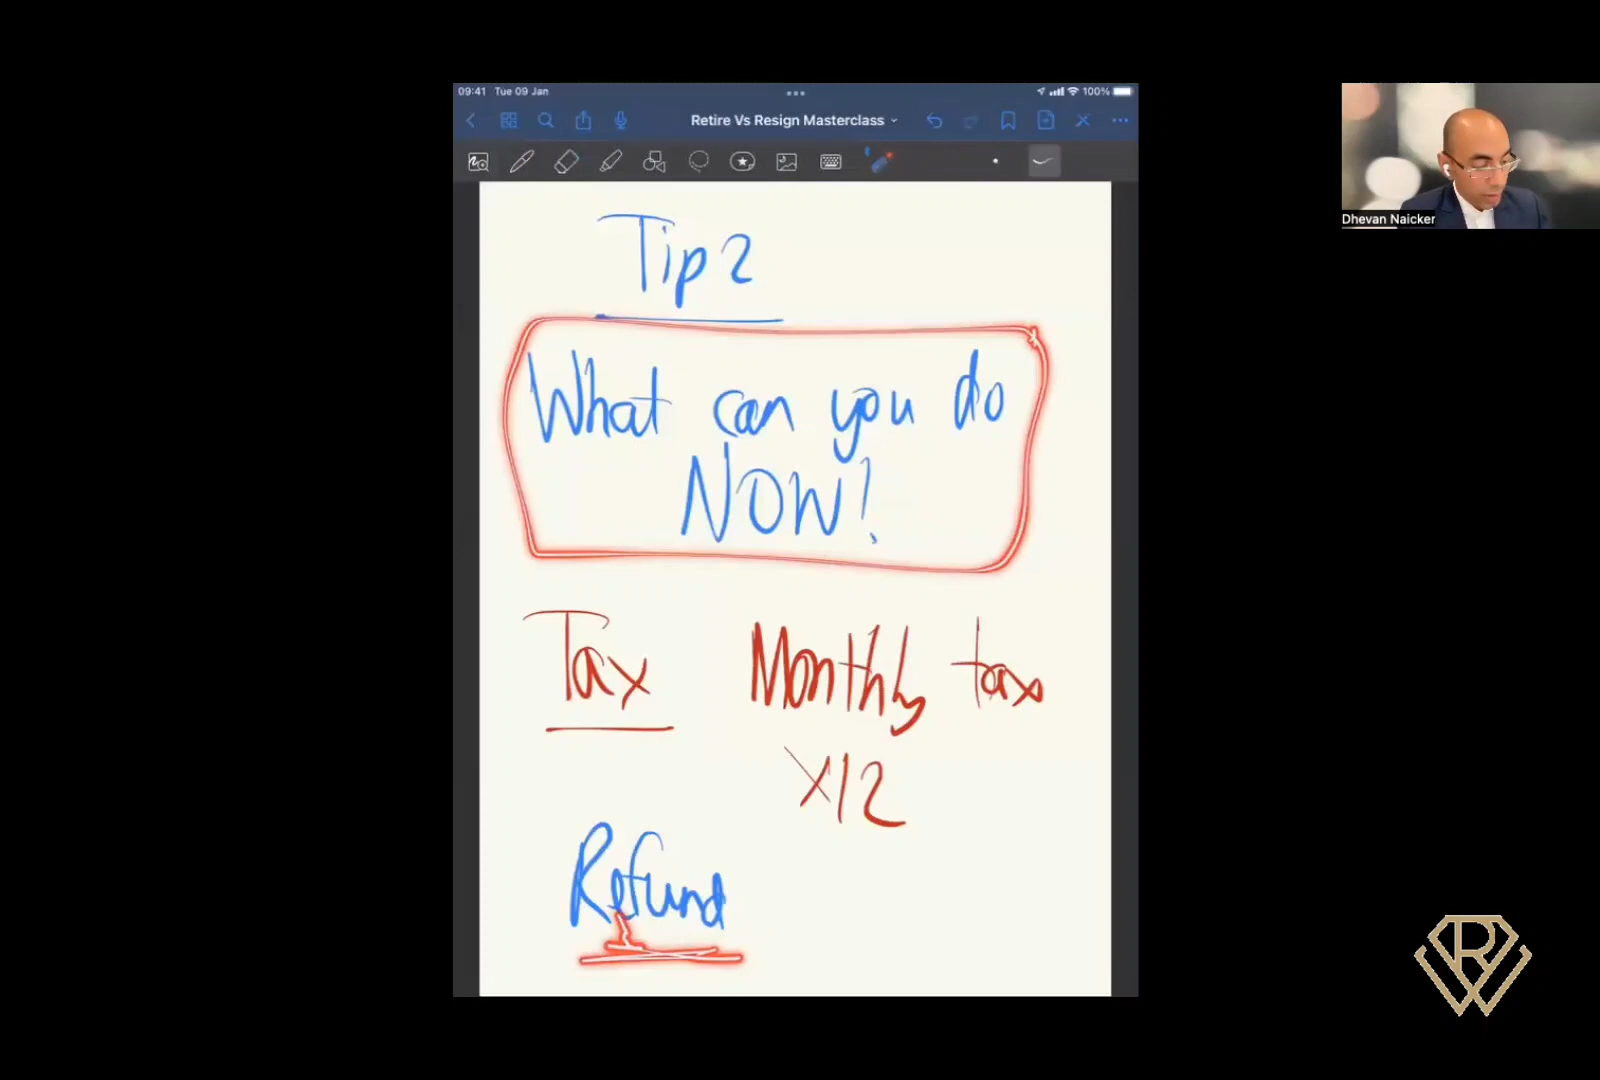 09:41 Tue 09 Jan 100%
Retire Vs Resign Masterclass
Tip 2
What can you do
NOW!
Tax Monthly tax
X12
Refund
Dhevan Naicker
RW